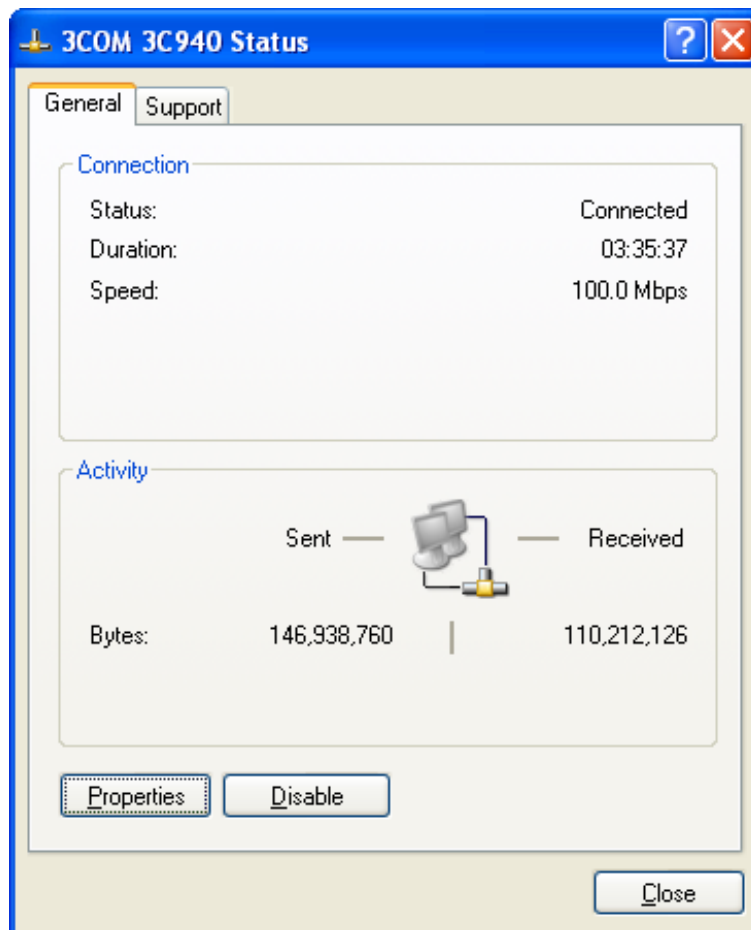 3COM 3C940 Status
General Support
Connection
Status: Connected
Duration: 03:35:37
Speed: 100.0 Mbps
Activity
Sent Received
Bytes: 146,938,760 110,212,126
Properties Disable
Close